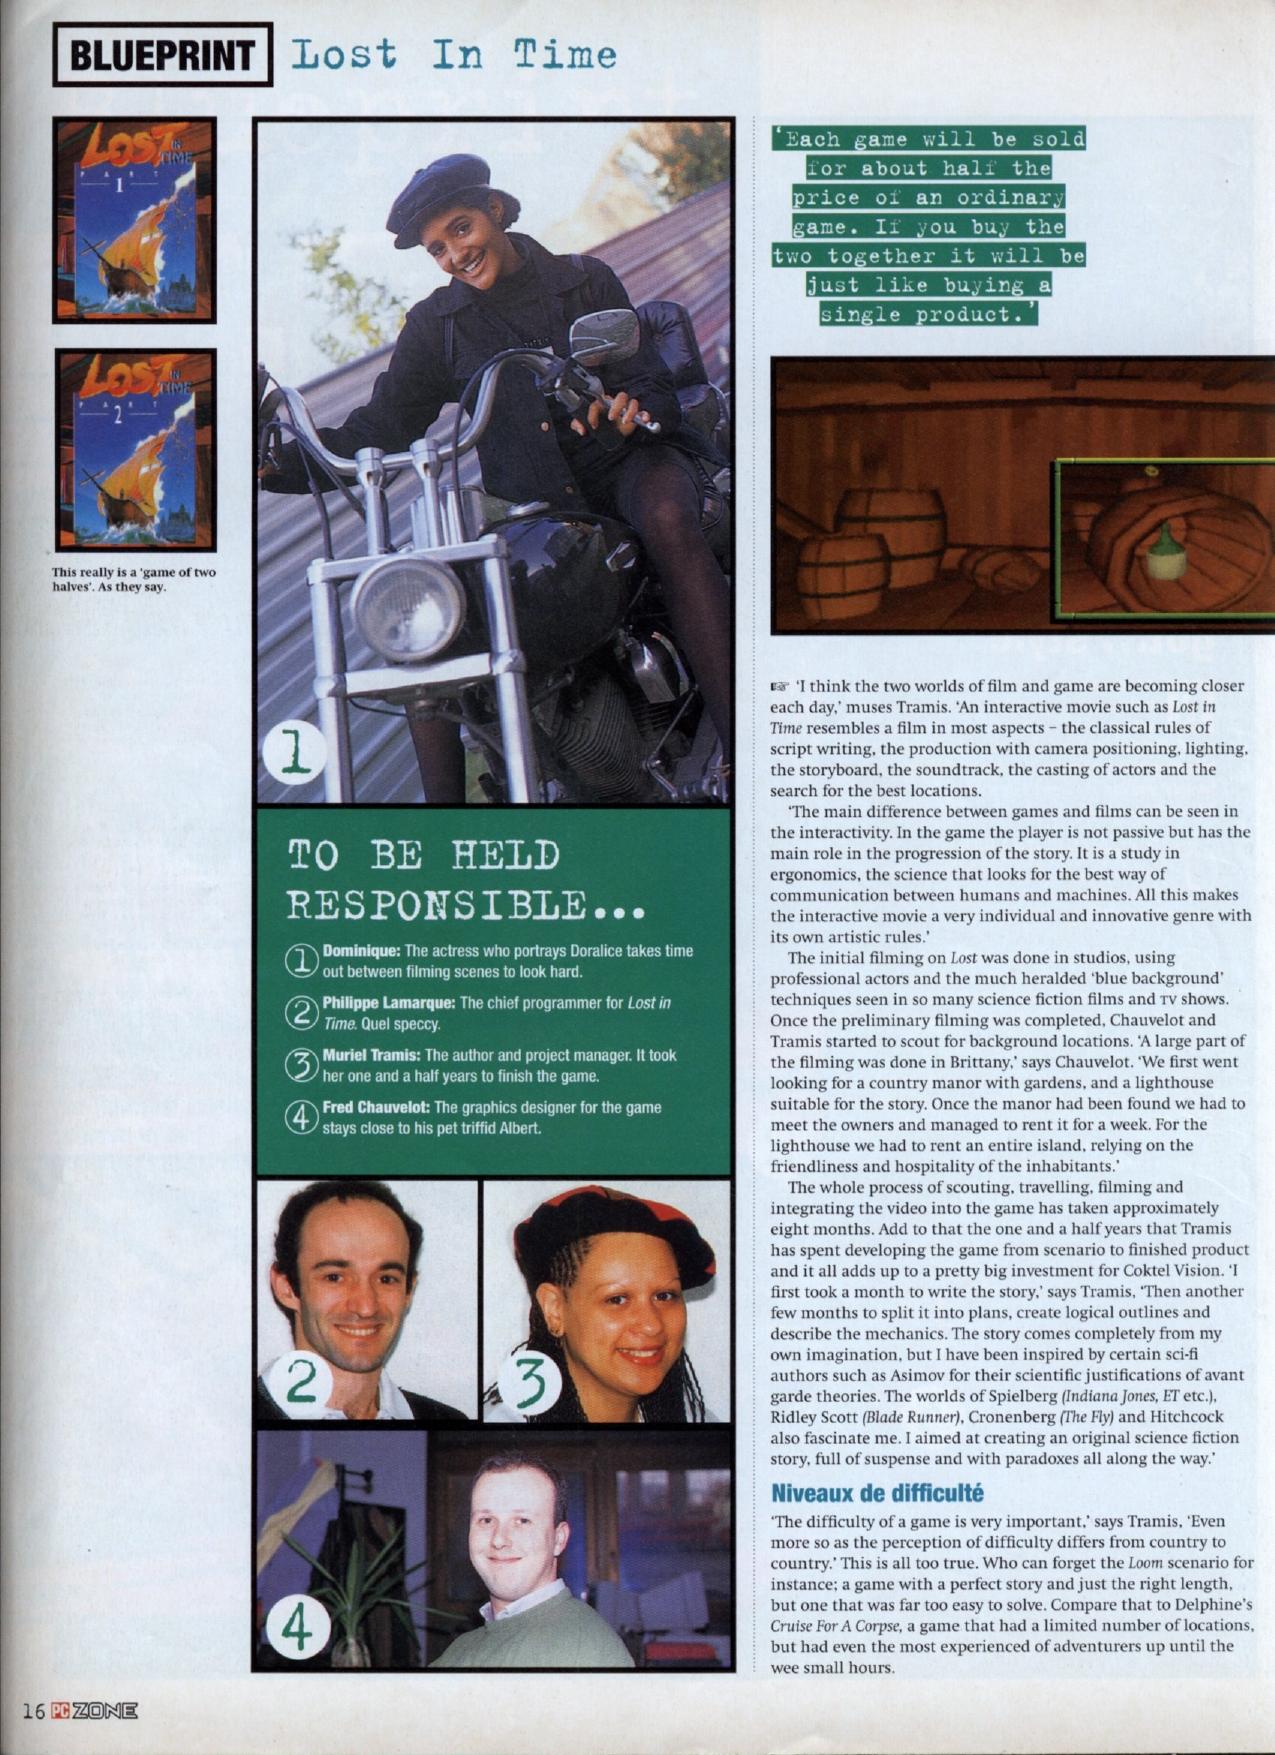 BLUEPRINT Lost In Time
LOST IN TIME
PART
1
LOST IN TIME
PART
2
This really is a 'game of two
halves'. As they say.
1
TO BE HELD
RESPONSIBLE...
1 Dominique: The actress who portrays Doralice takes time
out between filming scenes to look hard.
2 Philippe Lamarque: The chief programmer for Lost in
Time. Quel speccy.
3 Muriel Tramis: The author and project manager. It took
her one and a half years to finish the game.
4 Fred Chauvelot: The graphics designer for the game
stays close to his pet triffid Albert.
2
3
4
'Each game will be sold
for about half the
price of an ordinary
game. If you buy the
two together it will be
just like buying a
single product.'
☞ 'I think the two worlds of film and game are becoming closer
each day,' muses Tramis. 'An interactive movie such as Lost in
Time resembles a film in most aspects – the classical rules of
script writing, the production with camera positioning, lighting,
the storyboard, the soundtrack, the casting of actors and the
search for the best locations.
'The main difference between games and films can be seen in
the interactivity. In the game the player is not passive but has the
main role in the progression of the story. It is a study in
ergonomics, the science that looks for the best way of
communication between humans and machines. All this makes
the interactive movie a very individual and innovative genre with
its own artistic rules.'
The initial filming on Lost was done in studios, using
professional actors and the much heralded 'blue background'
techniques seen in so many science fiction films and TV shows.
Once the preliminary filming was completed, Chauvelot and
Tramis started to scout for background locations. 'A large part of
the filming was done in Brittany,' says Chauvelot. 'We first went
looking for a country manor with gardens, and a lighthouse
suitable for the story. Once the manor had been found we had to
meet the owners and managed to rent it for a week. For the
lighthouse we had to rent an entire island, relying on the
friendliness and hospitality of the inhabitants.'
The whole process of scouting, travelling, filming and
integrating the video into the game has taken approximately
eight months. Add to that the one and a half years that Tramis
has spent developing the game from scenario to finished product
and it all adds up to a pretty big investment for Coktel Vision. 'I
first took a month to write the story,' says Tramis, 'Then another
few months to split it into plans, create logical outlines and
describe the mechanics. The story comes completely from my
own imagination, but I have been inspired by certain sci-fi
authors such as Asimov for their scientific justifications of avant
garde theories. The worlds of Spielberg (Indiana Jones, ET etc.),
Ridley Scott (Blade Runner), Cronenberg (The Fly) and Hitchcock
also fascinate me. I aimed at creating an original science fiction
story, full of suspense and with paradoxes all along the way.'
Niveaux de difficulté
'The difficulty of a game is very important,' says Tramis, 'Even
more so as the perception of difficulty differs from country to
country.' This is all too true. Who can forget the Loom scenario for
instance; a game with a perfect story and just the right length,
but one that was far too easy to solve. Compare that to Delphine's
Cruise For A Corpse, a game that had a limited number of locations,
but had even the most experienced of adventurers up until the
wee small hours.
16 PC ZONE